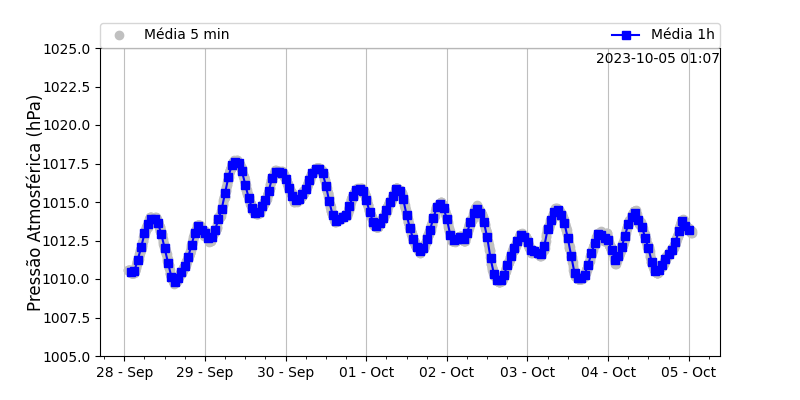 Média 5 min
Média 1h
2023-10-05 01:07
Pressão Atmosférica (hPa)
1025.0
1022.5
1020.0
1017.5
1015.0
1012.5
1010.0
1007.5
1005.0
28 - Sep
29 - Sep
30 - Sep
01 - Oct
02 - Oct
03 - Oct
04 - Oct
05 - Oct